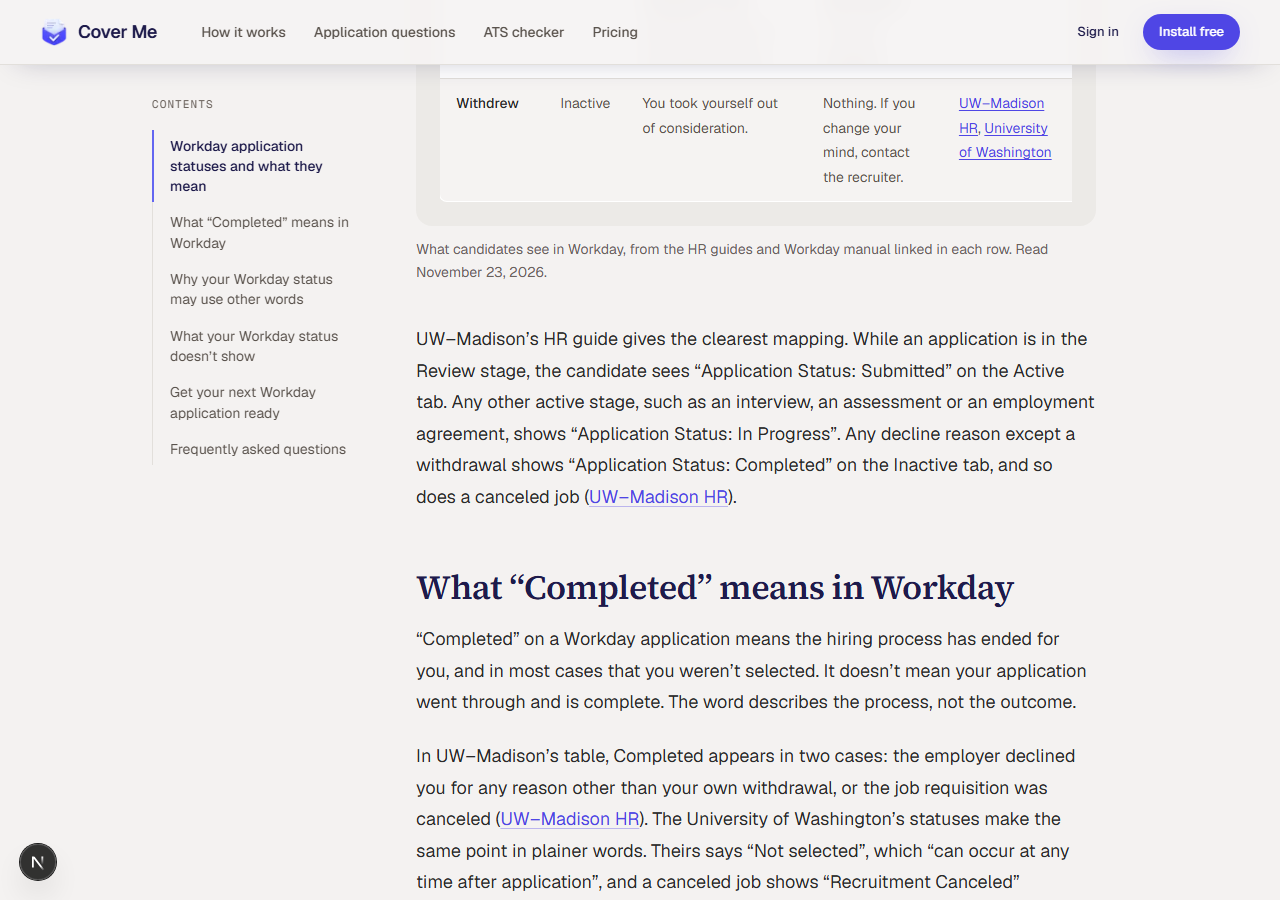 Cover Me
How it works
Application questions
ATS checker
Pricing
Sign in
Install free
CONTENTS
Workday application
statuses and what they
mean
What “Completed” means in
Workday
Why your Workday status
may use other words
What your Workday status
doesn’t show
Get your next Workday
application ready
Frequently asked questions
Withdrew
Inactive
You took yourself out
of consideration.
Nothing. If you
change your
mind, contact
the recruiter.
UW–Madison
HR, University
of Washington
What candidates see in Workday, from the HR guides and Workday manual linked in each row. Read
November 23, 2026.
UW–Madison’s HR guide gives the clearest mapping. While an application is in the
Review stage, the candidate sees “Application Status: Submitted” on the Active
tab. Any other active stage, such as an interview, an assessment or an employment
agreement, shows “Application Status: In Progress”. Any decline reason except a
withdrawal shows “Application Status: Completed” on the Inactive tab, and so
does a canceled job (UW–Madison HR).
What “Completed” means in Workday
“Completed” on a Workday application means the hiring process has ended for
you, and in most cases that you weren’t selected. It doesn’t mean your application
went through and is complete. The word describes the process, not the outcome.
In UW–Madison’s table, Completed appears in two cases: the employer declined
you for any reason other than your own withdrawal, or the job requisition was
canceled (UW–Madison HR). The University of Washington’s statuses make the
same point in plainer words. Theirs says “Not selected”, which “can occur at any
time after application”, and a canceled job shows “Recruitment Canceled”
N